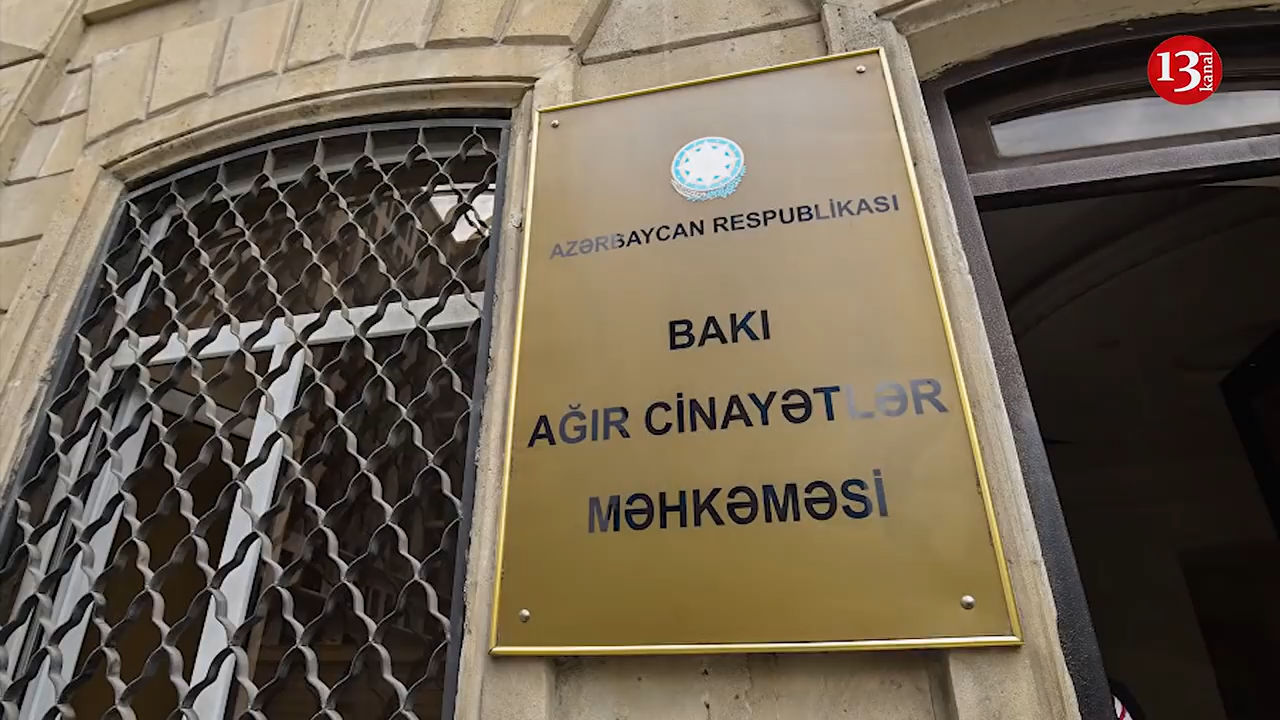 13
kanal
AZƏRBAYCAN RESPUBLİKASI
BAKI
AĞIR CİNAYƏTLƏR
MƏHKƏMƏSİ